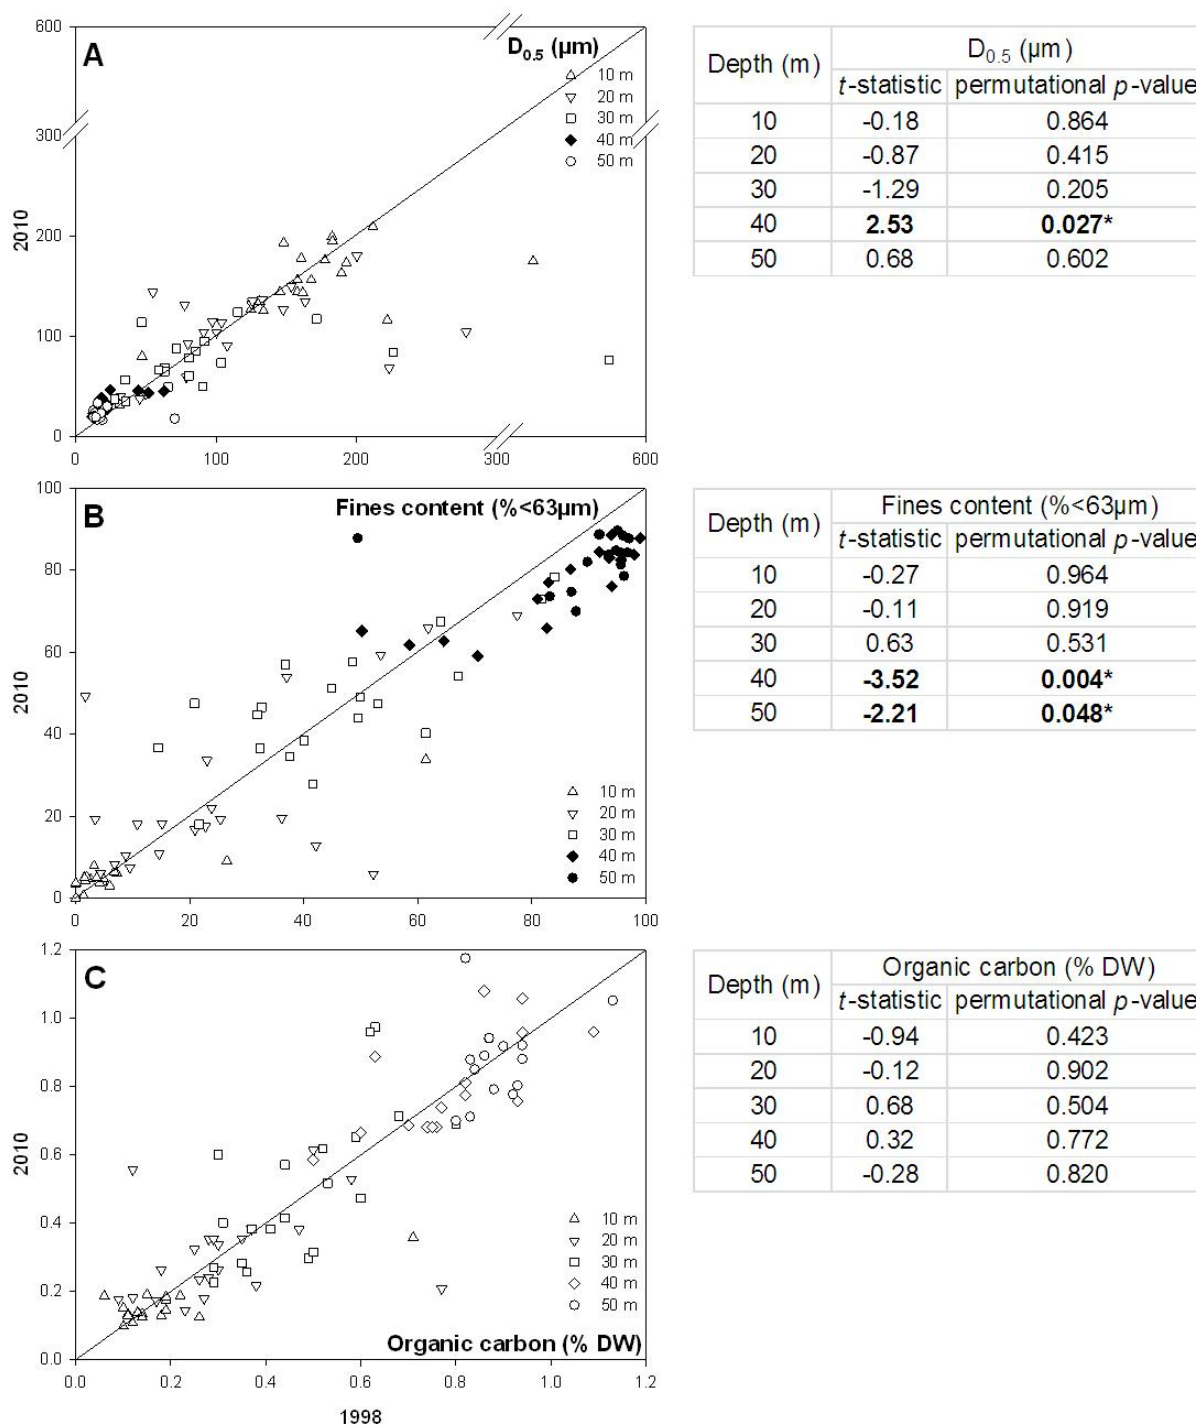 A
D0.5 (µm)
10 m
20 m
30 m
40 m
50 m
600
300
200
100
0
2010
0 100 200 300 600
Depth (m) D0.5 (µm)
t-statistic permutational p-value
10 -0.18 0.864
20 -0.87 0.415
30 -1.29 0.205
40 2.53 0.027*
50 0.68 0.602
B
Fines content (%<63µm)
10 m
20 m
30 m
40 m
50 m
100
80
60
40
20
0
2010
0 20 40 60 80 100
Depth (m) Fines content (%<63µm)
t-statistic permutational p-value
10 -0.27 0.964
20 -0.11 0.919
30 0.63 0.531
40 -3.52 0.004*
50 -2.21 0.048*
C
10 m
20 m
30 m
40 m
50 m
Organic carbon (% DW)
1.2
1.0
0.8
0.6
0.4
0.2
0.0
2010
0.0 0.2 0.4 0.6 0.8 1.0 1.2
1998
Depth (m) Organic carbon (% DW)
t-statistic permutational p-value
10 -0.94 0.423
20 -0.12 0.902
30 0.68 0.504
40 0.32 0.772
50 -0.28 0.820